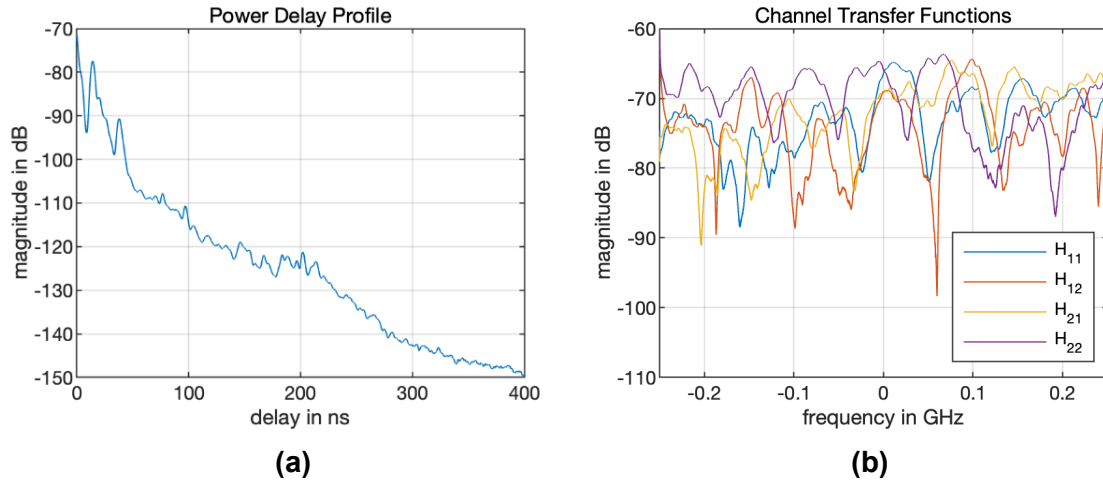 Power Delay Profile
-70
-80
-90
-100
-110
-120
-130
-140
-150
magnitude in dB
0
100
200
300
400
delay in ns
(a)
Channel Transfer Functions
-60
-70
-80
-90
-100
-110
magnitude in dB
H11
H12
H21
H22
-0.2
-0.1
0
0.1
0.2
frequency in GHz
(b)